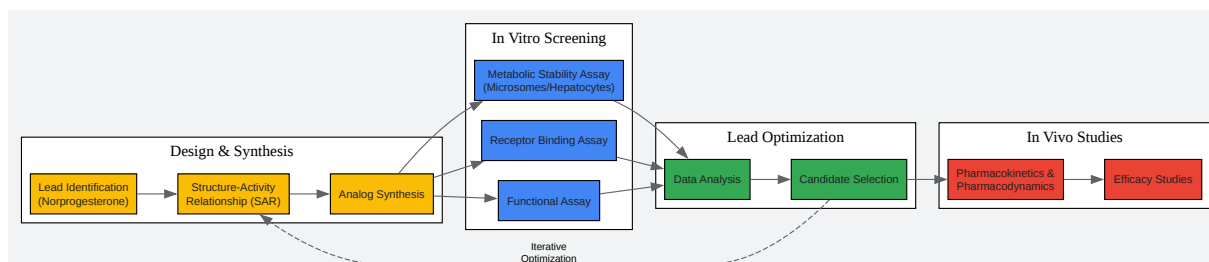 Design & Synthesis
Lead Identification
(Norprogesterone)
Structure-Activity
Relationship (SAR)
Analog Synthesis
In Vitro Screening
Metabolic Stability Assay
(Microsomes/Hepatocytes)
Receptor Binding Assay
Functional Assay
Lead Optimization
Data Analysis
Candidate Selection
In Vivo Studies
Pharmacokinetics &
Pharmacodynamics
Efficacy Studies
Iterative
Optimization